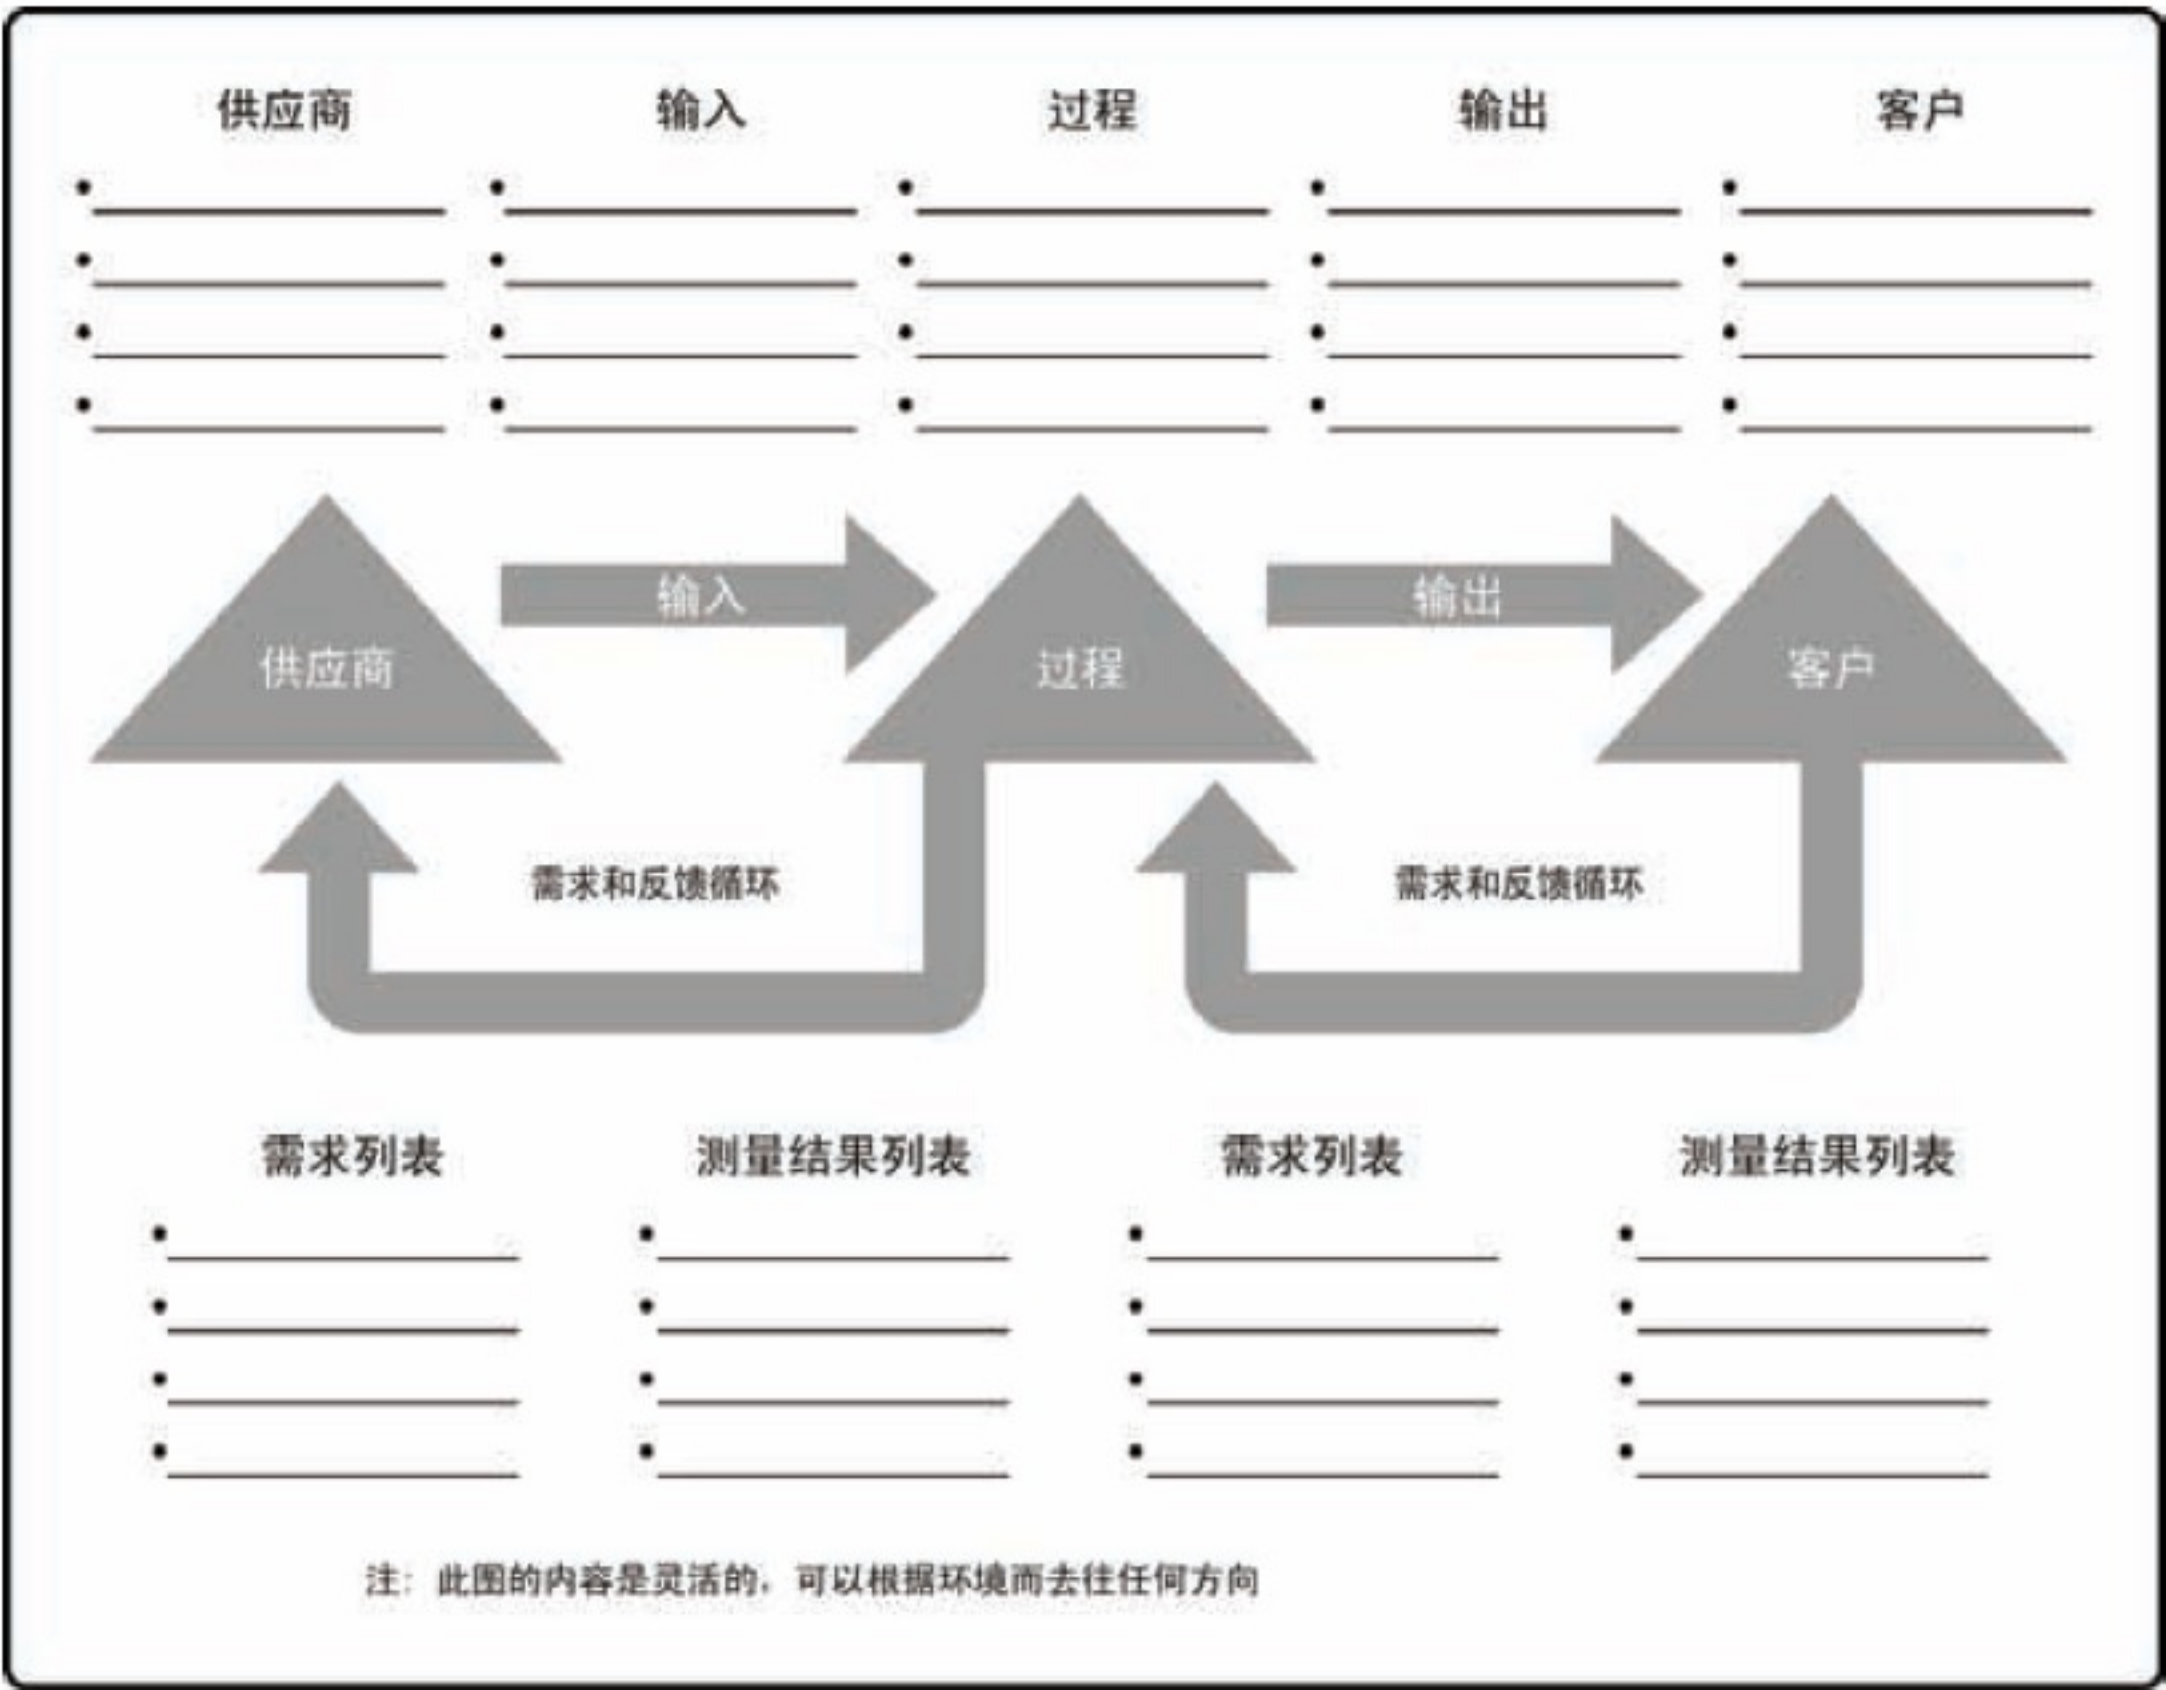 供应商 输入 过程 输出 客户
输入 输出
供应商 过程 客户
需求和反馈循环 需求和反馈循环
需求列表 测量结果列表 需求列表 测量结果列表
注：此图的内容是灵活的，可以根据环境而去往任何方向